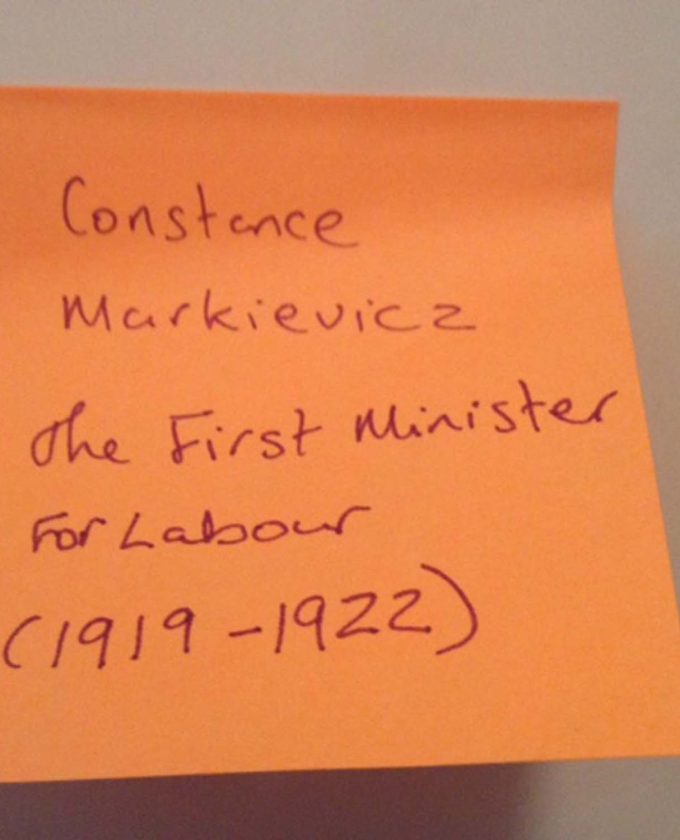 Constance
Markievicz
The First Minister
For Labour
(1919-1922)